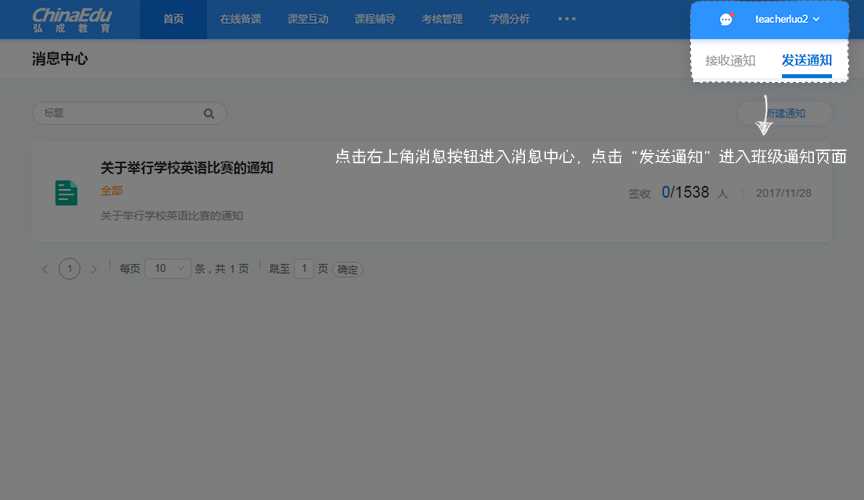 ChinaEdu
弘成教育
首页 在线备课 课堂互动 课程辅导 考核管理 学情分析 ••• teacherluo2
消息中心
接收通知 发送通知
标题
新建通知
点击右上角消息按钮进入消息中心，点击“发送通知”进入班级通知页面
关于举行学校英语比赛的通知
全部
关于举行学校英语比赛的通知
签收 0/1538 人 2017/11/28
1 每页 10 条，共 1 页 跳至 1 页 确定